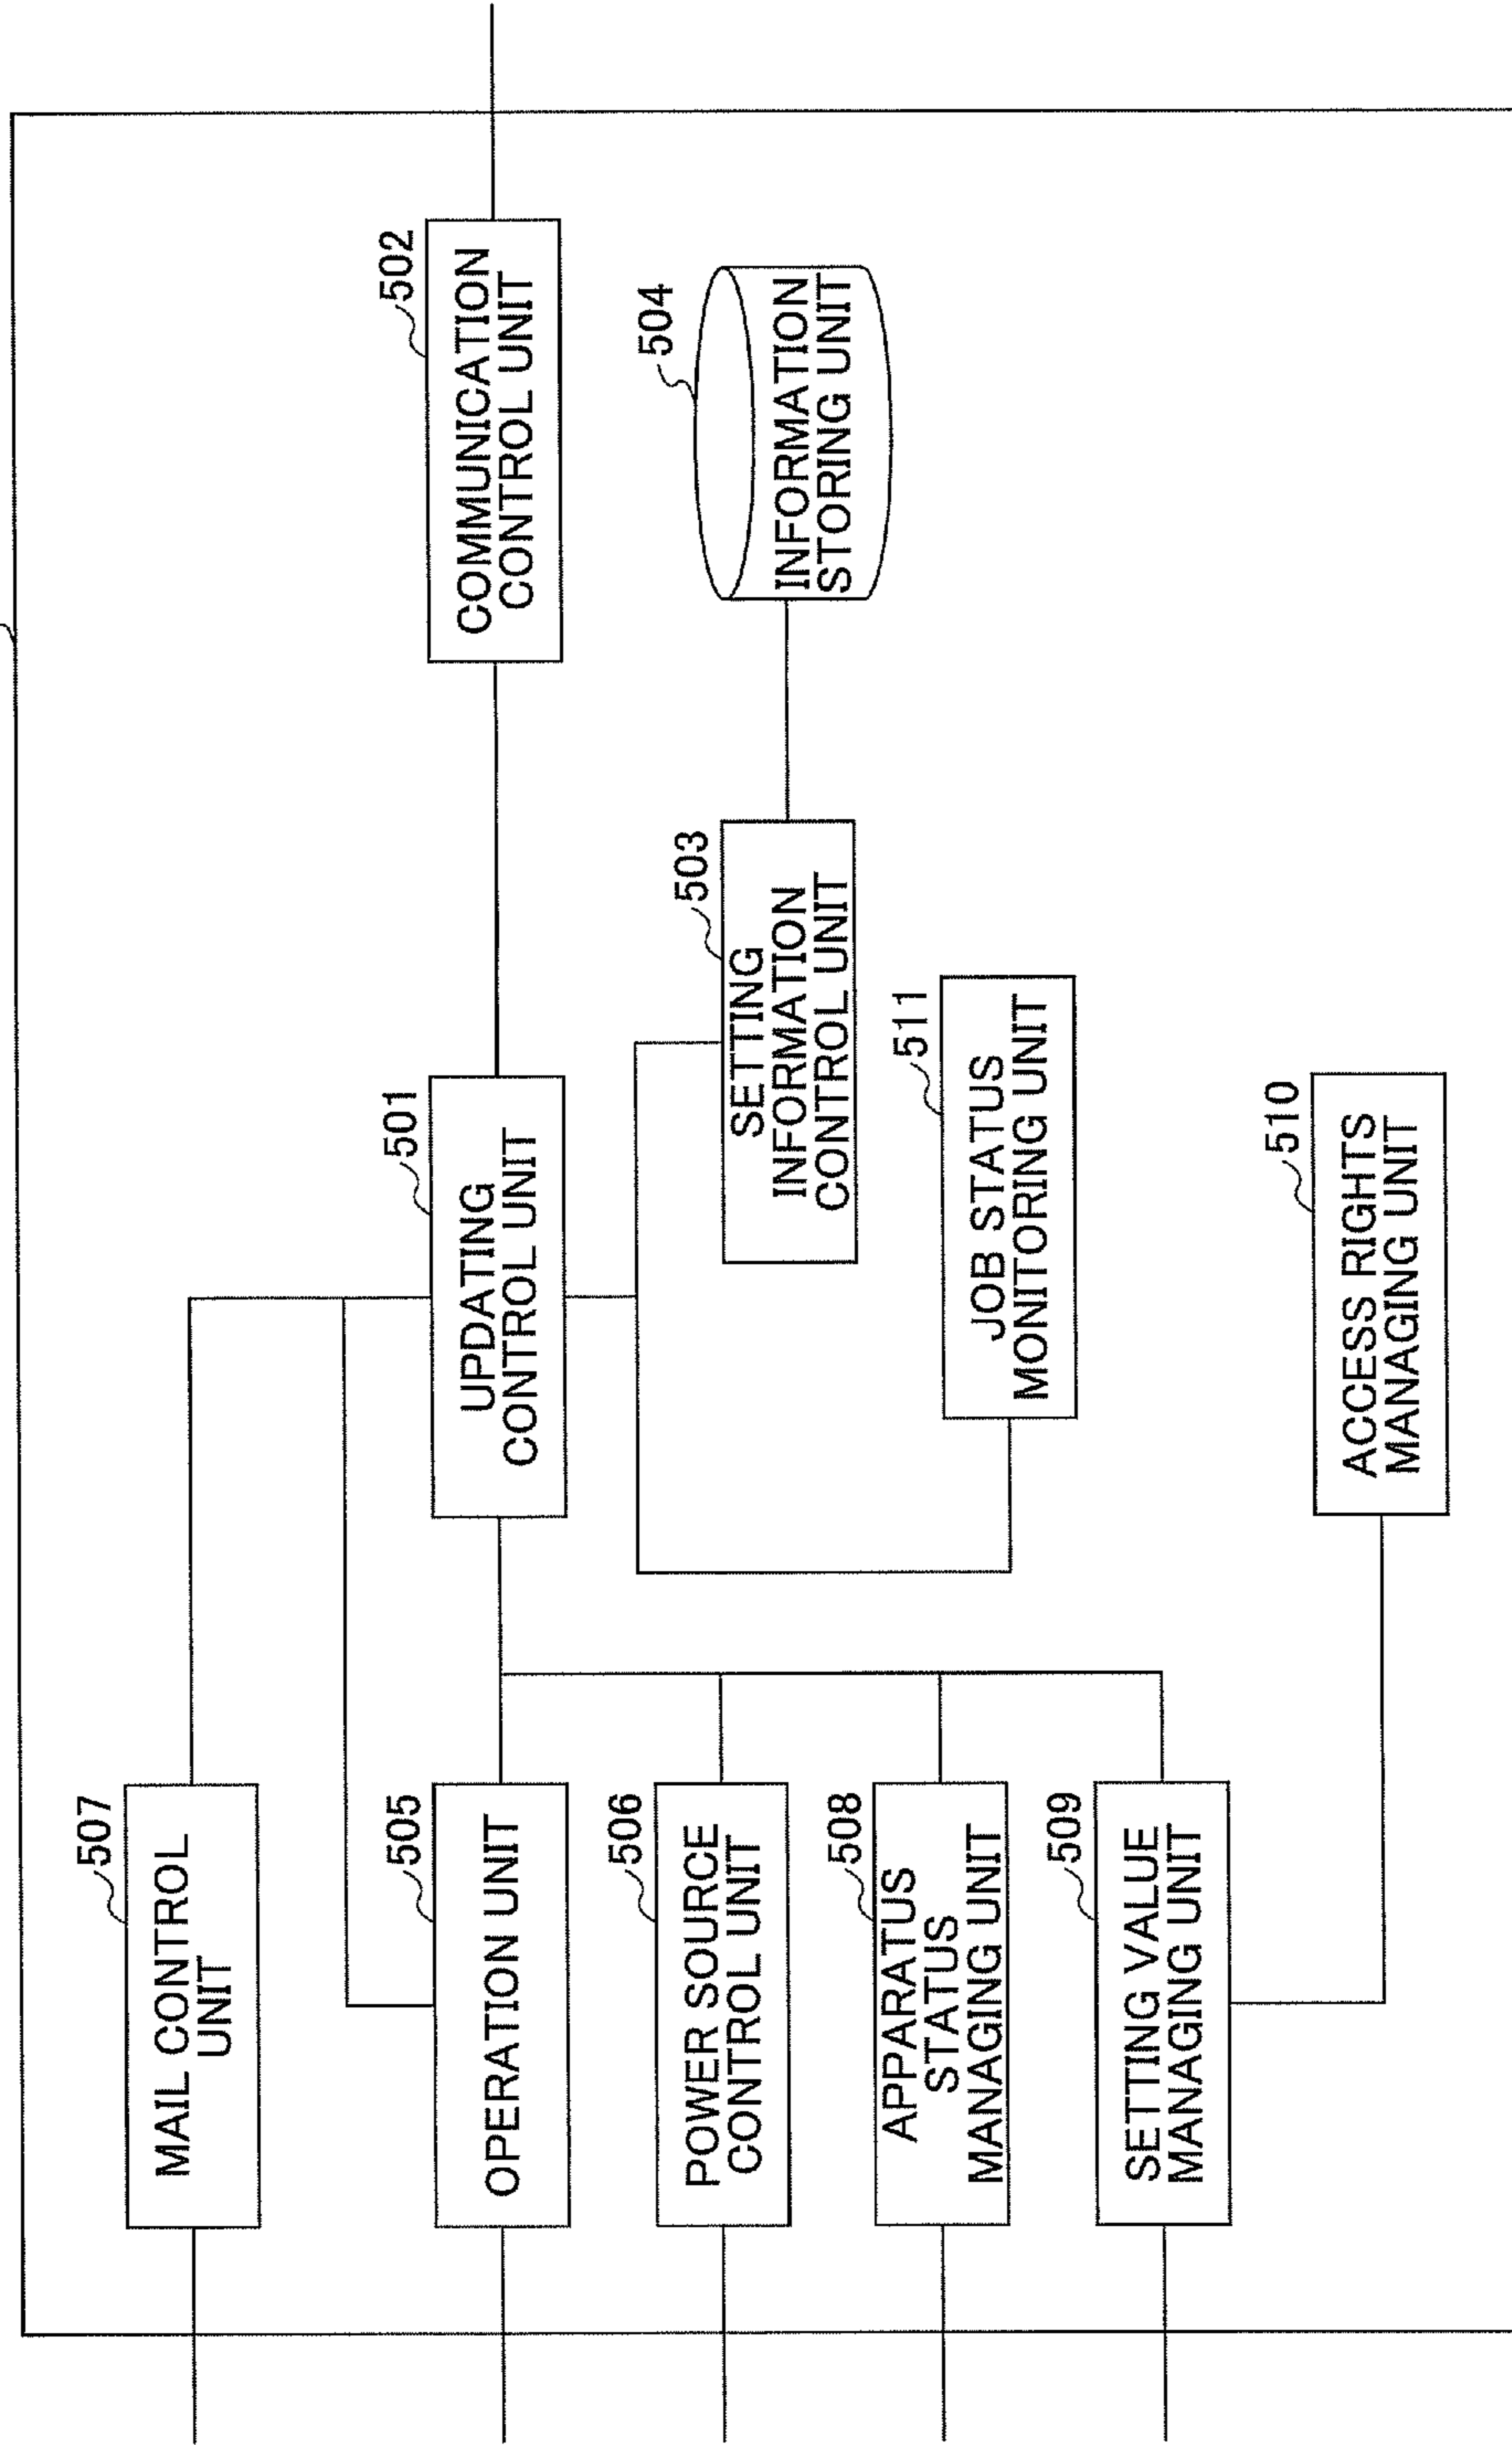 507
MAIL CONTROL
UNIT
505
OPERATION UNIT
506
POWER SOURCE
CONTROL UNIT
508
APPARATUS
STATUS
MANAGING UNIT
509
SETTING VALUE
MANAGING UNIT
501
UPDATING
CONTROL UNIT
503
SETTING
INFORMATION
CONTROL UNIT
511
JOB STATUS
MONITORING UNIT
510
ACCESS RIGHTS
MANAGING UNIT
502
COMMUNICATION
CONTROL UNIT
504
INFORMATION
STORING UNIT